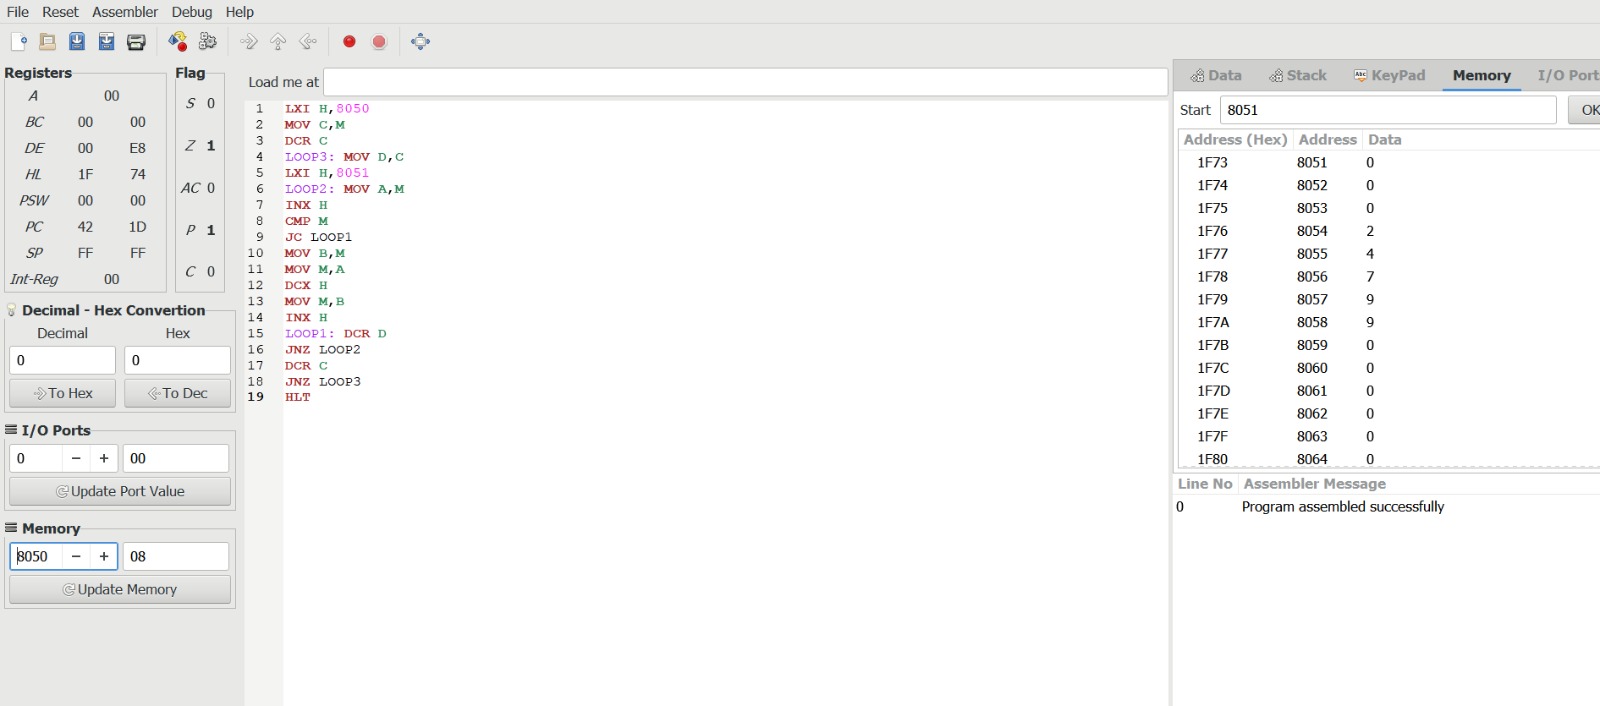 File Reset Assembler Debug Help
Registers
A 00
BC 00 00
DE 00 E8
HL 1F 74
PSW 00 00
PC 42 1D
SP FF FF
Int-Reg 00
Flag
S 0
Z 1
AC 0
P 1
C 0
Decimal - Hex Convertion
Decimal Hex
0 0
To Hex To Dec
I/O Ports
0 − + 00
Update Port Value
Memory
8050 − + 08
Update Memory
Load me at
1 LXI H,8050
2 MOV C,M
3 DCR C
4 LOOP3: MOV D,C
5 LXI H,8051
6 LOOP2: MOV A,M
7 INX H
8 CMP M
9 JC LOOP1
10 MOV B,M
11 MOV M,A
12 DCX H
13 MOV M,B
14 INX H
15 LOOP1: DCR D
16 JNZ LOOP2
17 DCR C
18 JNZ LOOP3
19 HLT
Data Stack KeyPad Memory I/O Port
Start 8051 OK
Address (Hex) Address Data
1F73 8051 0
1F74 8052 0
1F75 8053 0
1F76 8054 2
1F77 8055 4
1F78 8056 7
1F79 8057 9
1F7A 8058 9
1F7B 8059 0
1F7C 8060 0
1F7D 8061 0
1F7E 8062 0
1F7F 8063 0
1F80 8064 0
Line No Assembler Message
0 Program assembled successfully